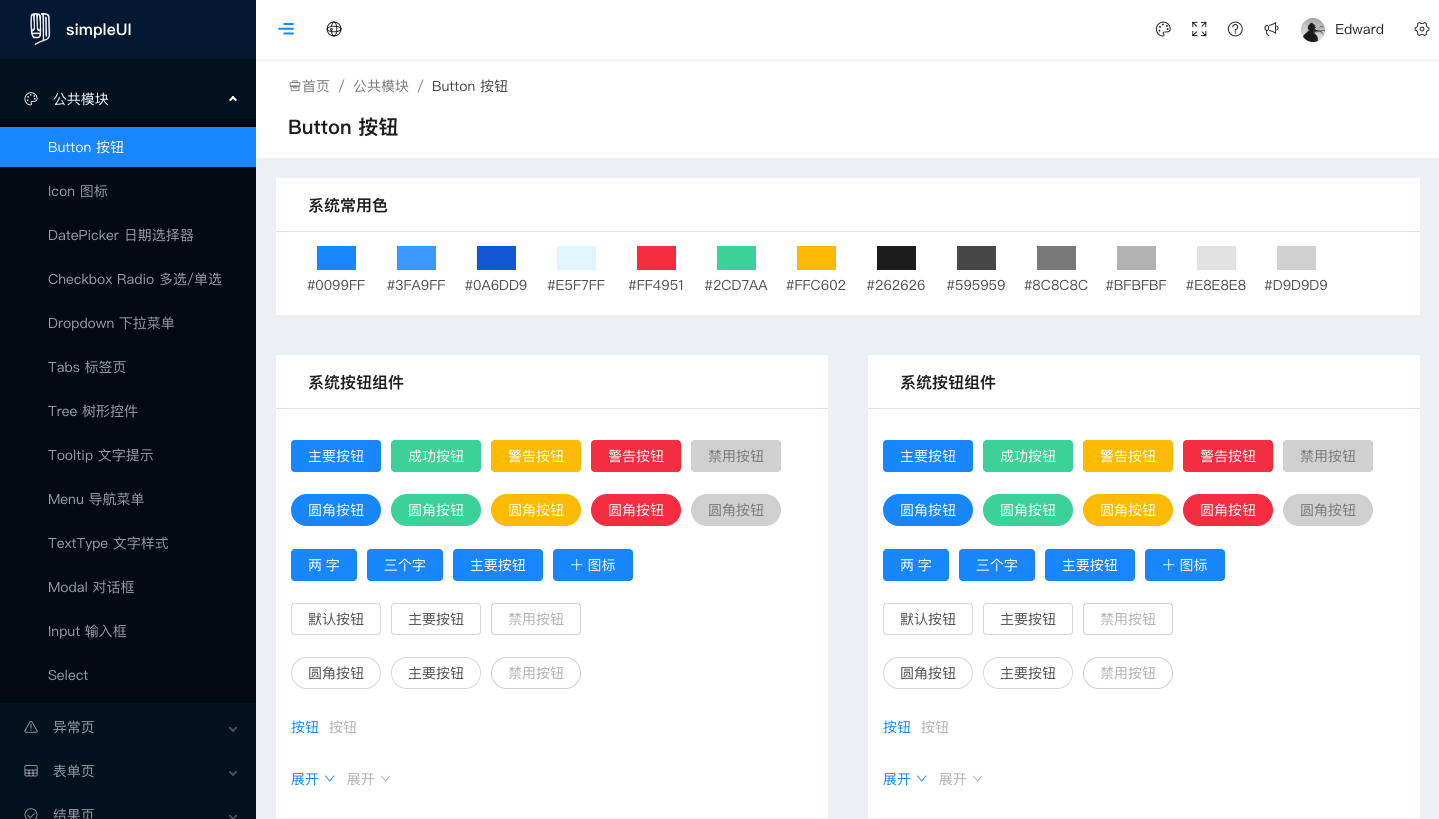 simpleUI
Edward
公共模块
Button 按钮
Icon 图标
DatePicker 日期选择器
Checkbox Radio 多选/单选
Dropdown 下拉菜单
Tabs 标签页
Tree 树形控件
Tooltip 文字提示
Menu 导航菜单
TextType 文字样式
Modal 对话框
Input 输入框
Select
异常页
表单页
结果页
首页 / 公共模块 / Button 按钮
Button 按钮
系统常用色
#0099FF #3FA9FF #0A6DD9 #E5F7FF #FF4951 #2CD7AA #FFC602 #262626 #595959 #8C8C8C #BFBFBF #E8E8E8 #D9D9D9
系统按钮组件
主要按钮 成功按钮 警告按钮 警告按钮 禁用按钮
圆角按钮 圆角按钮 圆角按钮 圆角按钮 圆角按钮
两 字 三个字 主要按钮 图标
默认按钮 主要按钮 禁用按钮
圆角按钮 主要按钮 禁用按钮
按钮 按钮
展开 展开
系统按钮组件
主要按钮 成功按钮 警告按钮 警告按钮 禁用按钮
圆角按钮 圆角按钮 圆角按钮 圆角按钮 圆角按钮
两 字 三个字 主要按钮 图标
默认按钮 主要按钮 禁用按钮
圆角按钮 主要按钮 禁用按钮
按钮 按钮
展开 展开